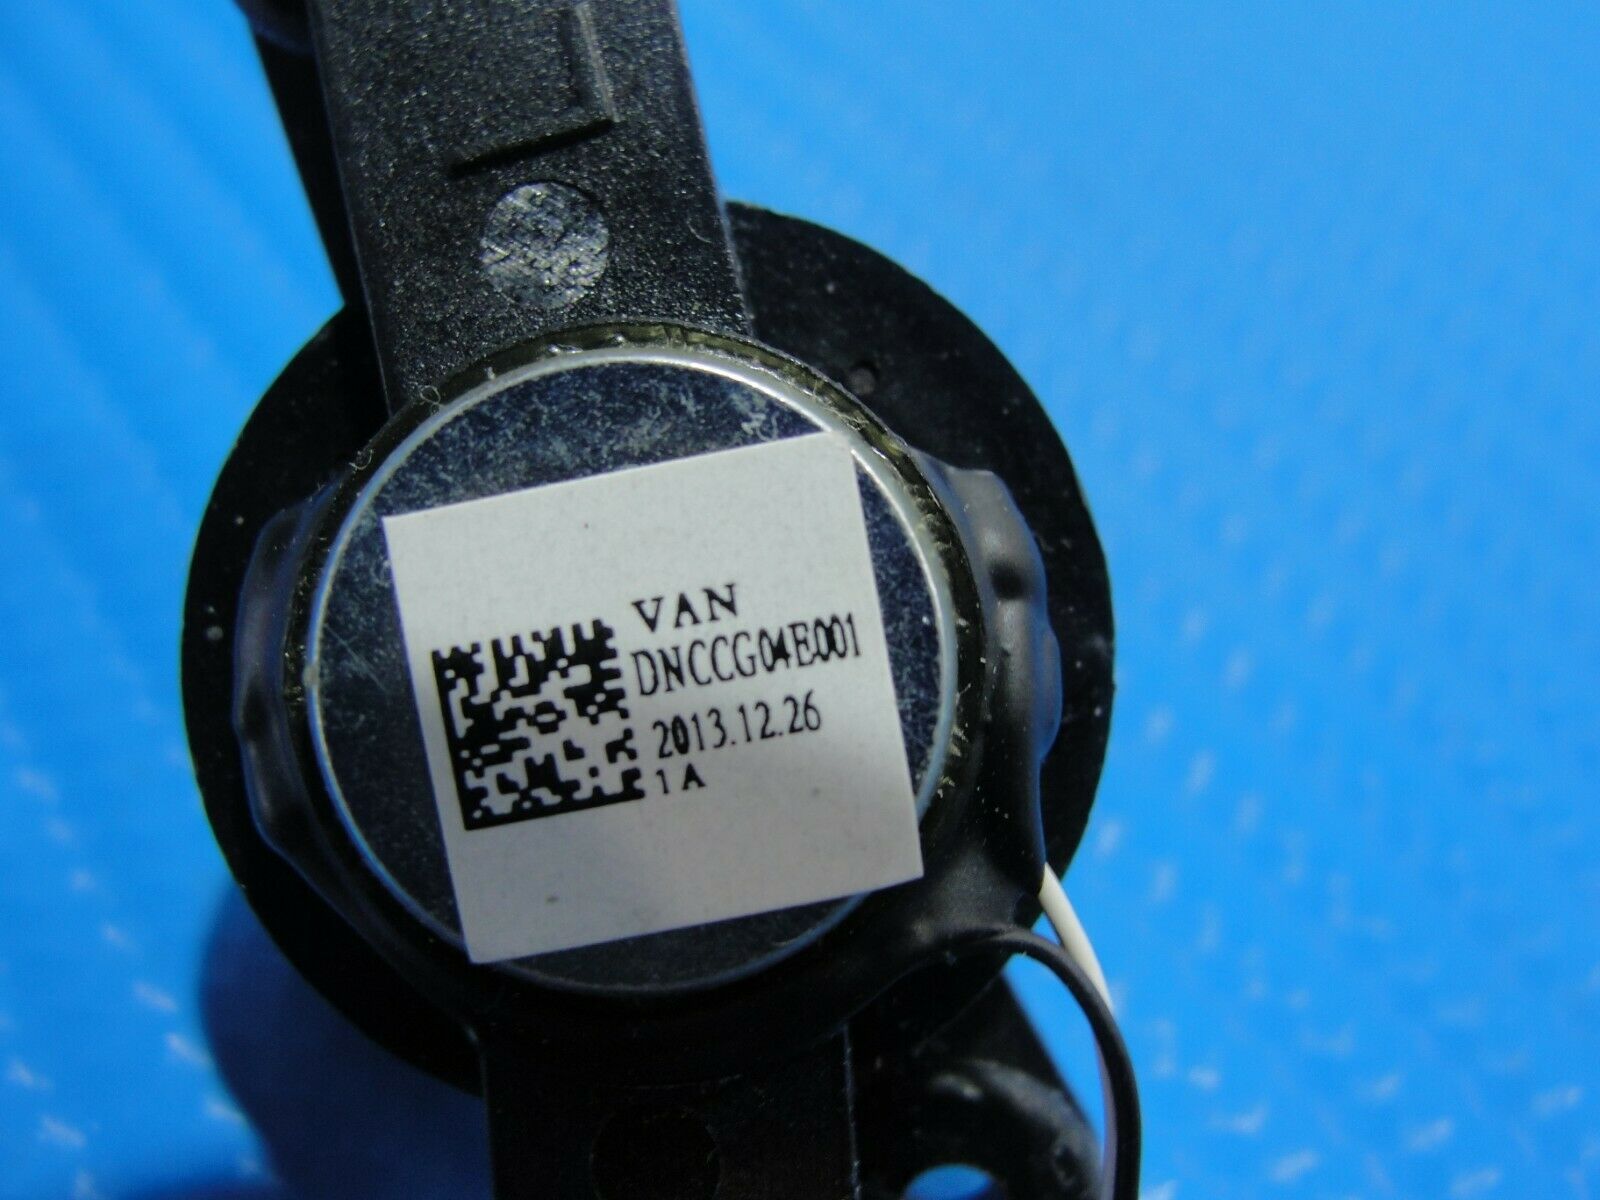 VAN
DNCCG04E001
2013.12.26
1A